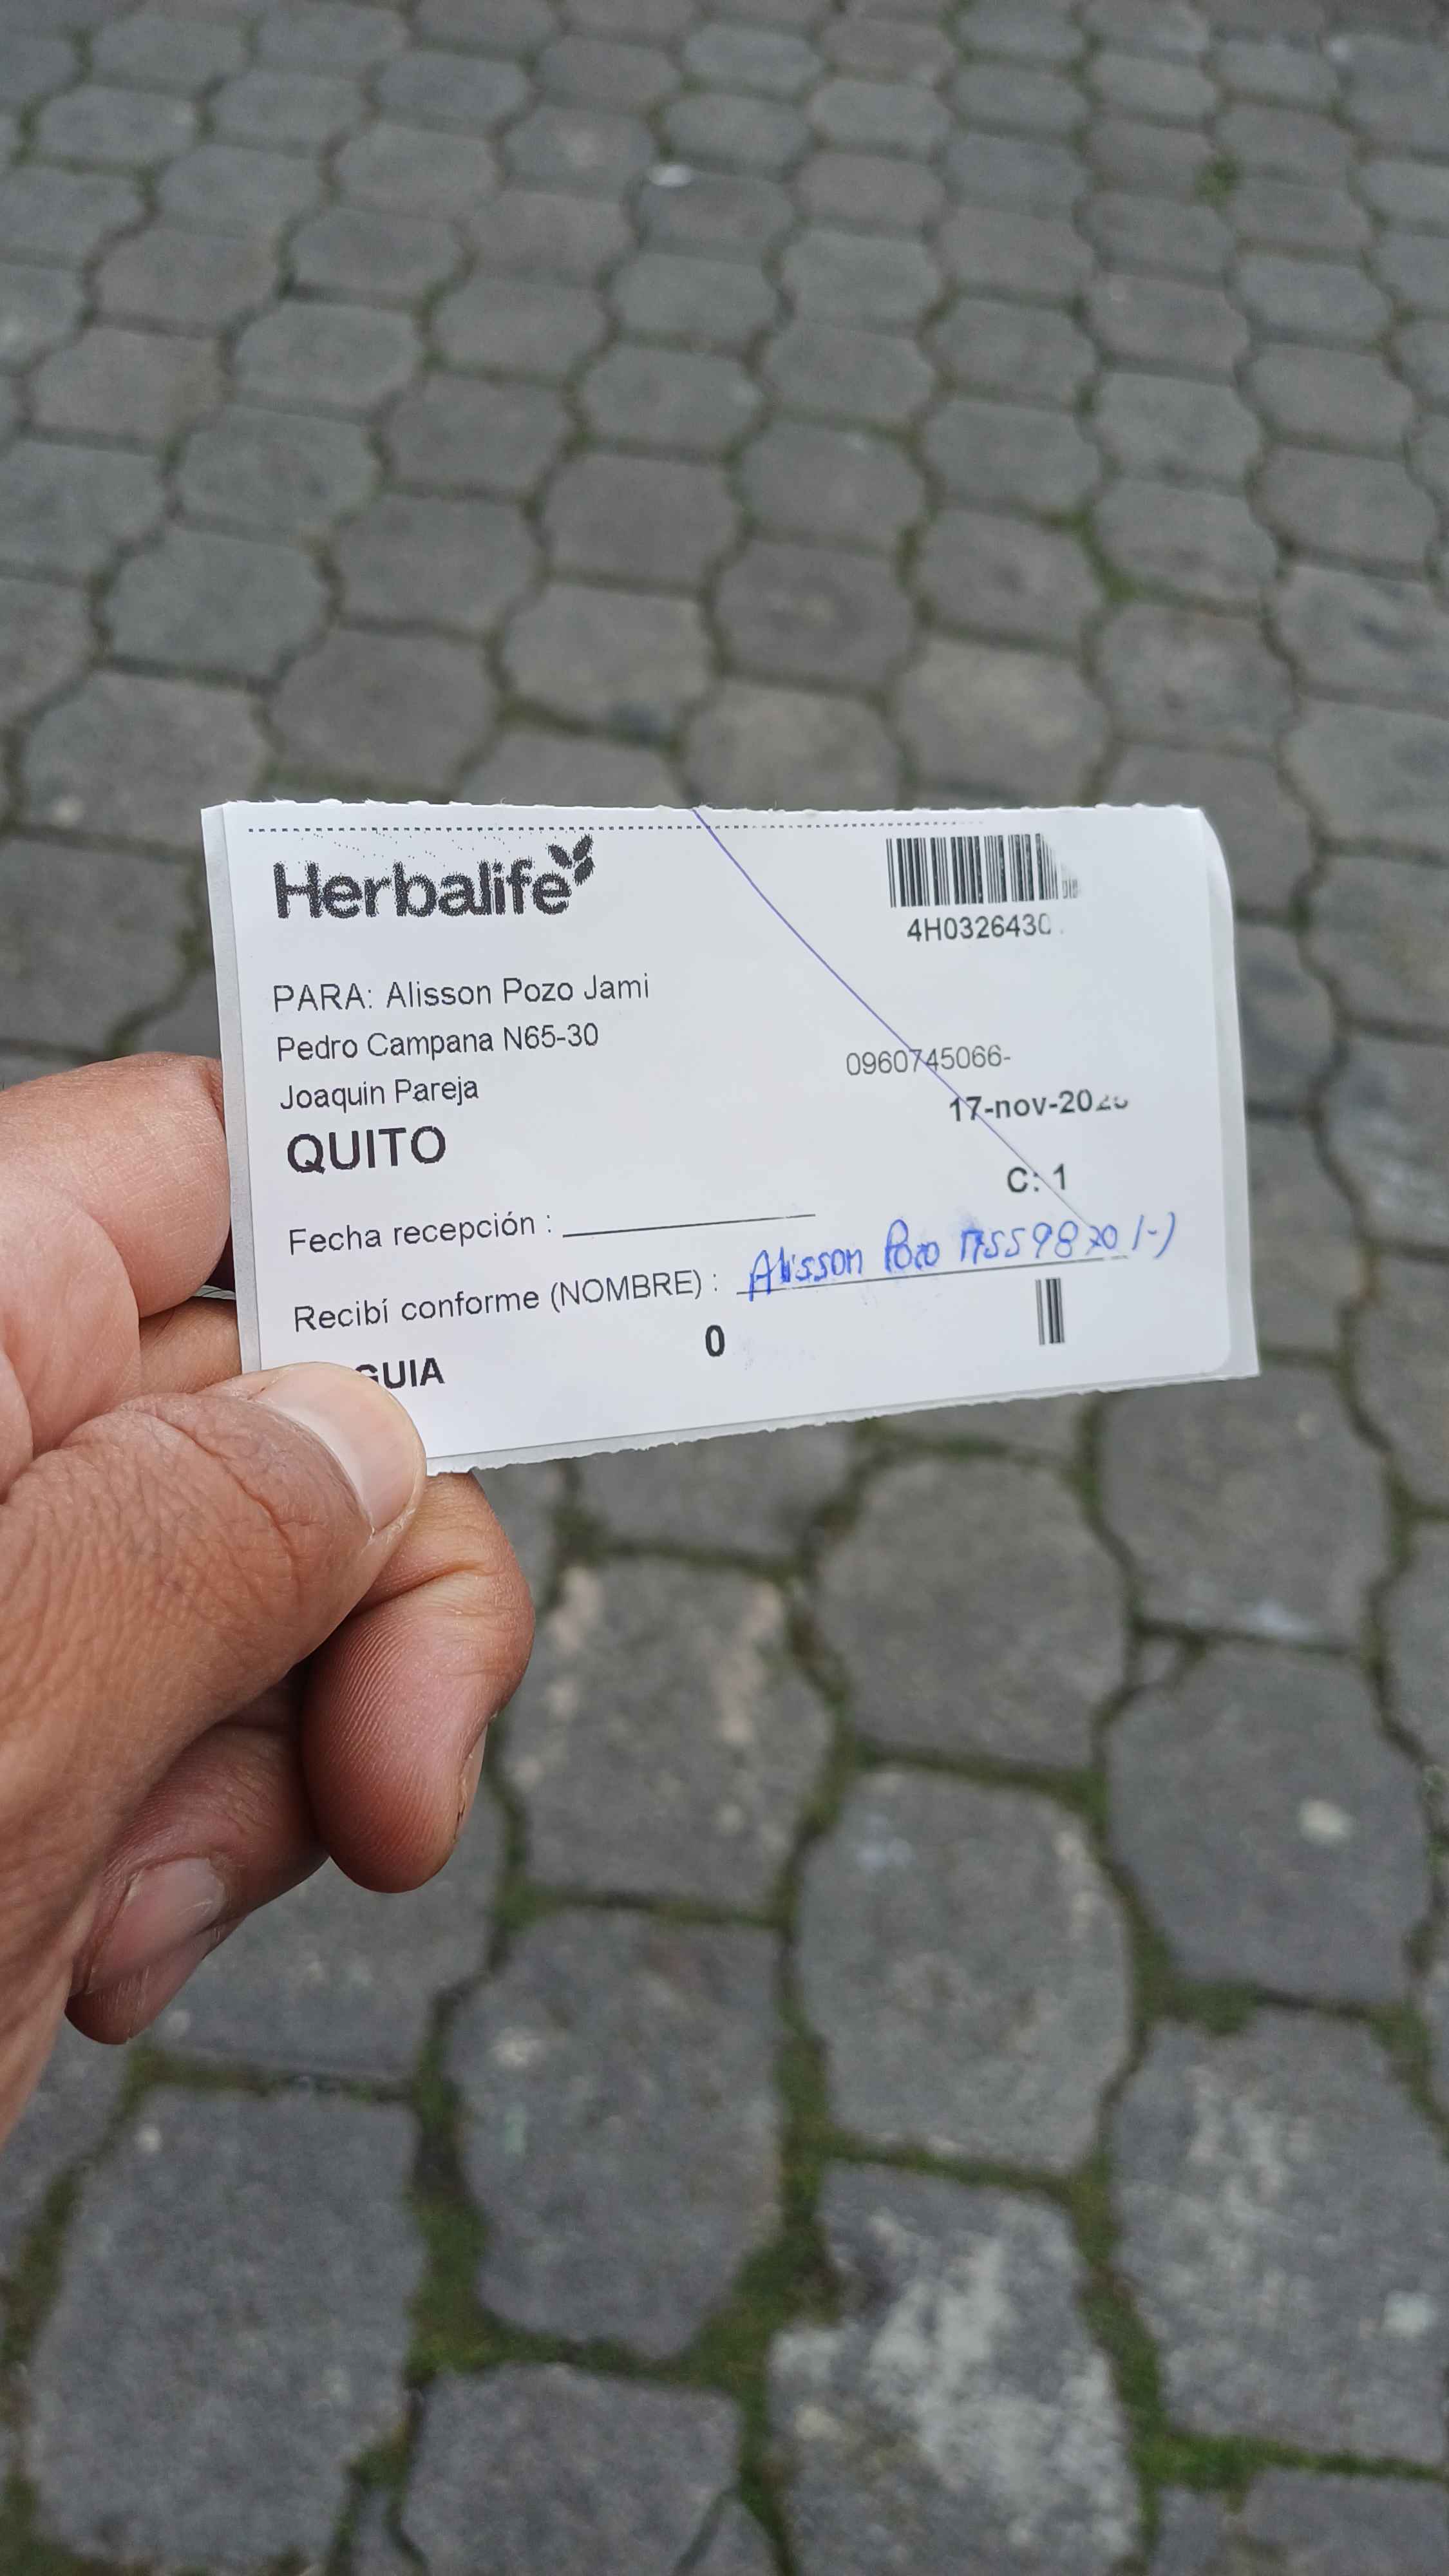 Herbalife
4H0326430
PARA: Alisson Pozo Jami
Pedro Campana N65-30
Joaquin Pareja
0960745066-
17-nov-2025
QUITO
C: 1
Fecha recepción :
Recibí conforme (NOMBRE) : Alisson Pozo
0
GUIA